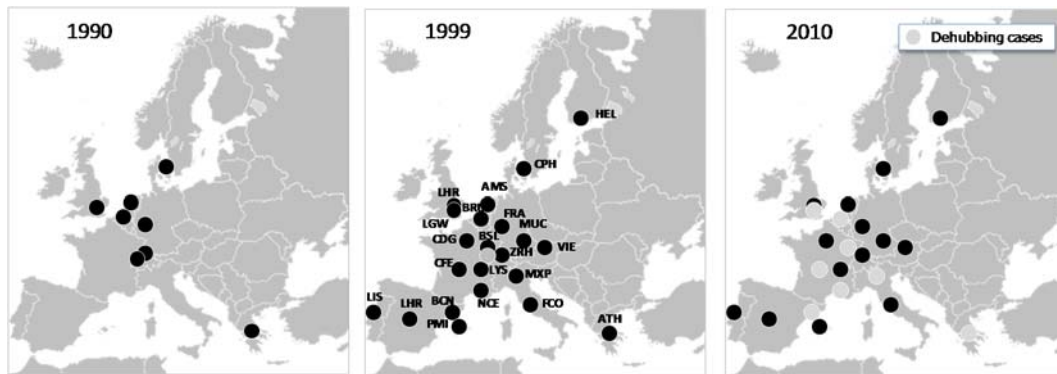 1990
1999
2010
Dehubbing cases
HEL
CPH
AMS
LHR
BRU
FRA
LGW
MUC
CDG
BSL
VIE
ZRH
CFE
LYS
MXP
NCE
FCO
LIS
LHR
BCN
PMI
ATH